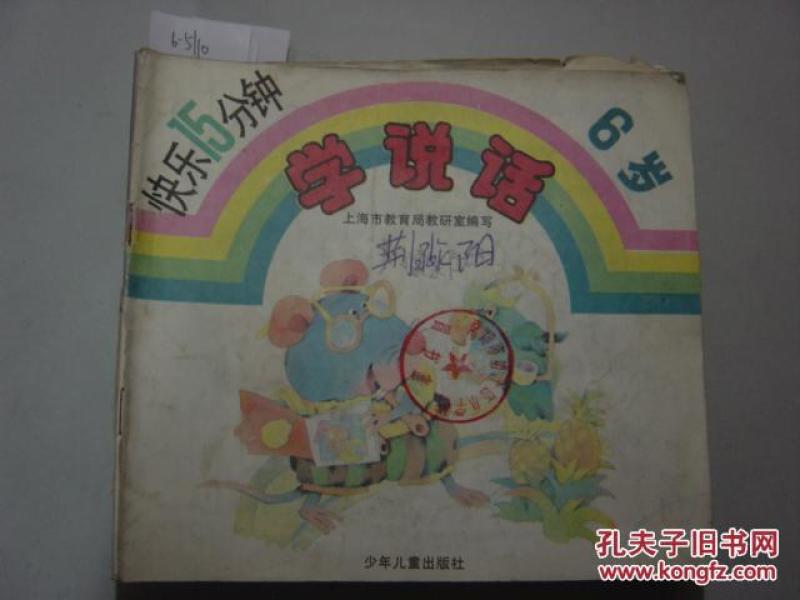 6-5/10
快乐15分钟
6岁
学说话
上海市教育局教研室编写
少年儿童出版社
孔夫子旧书网
www.kongfz.com